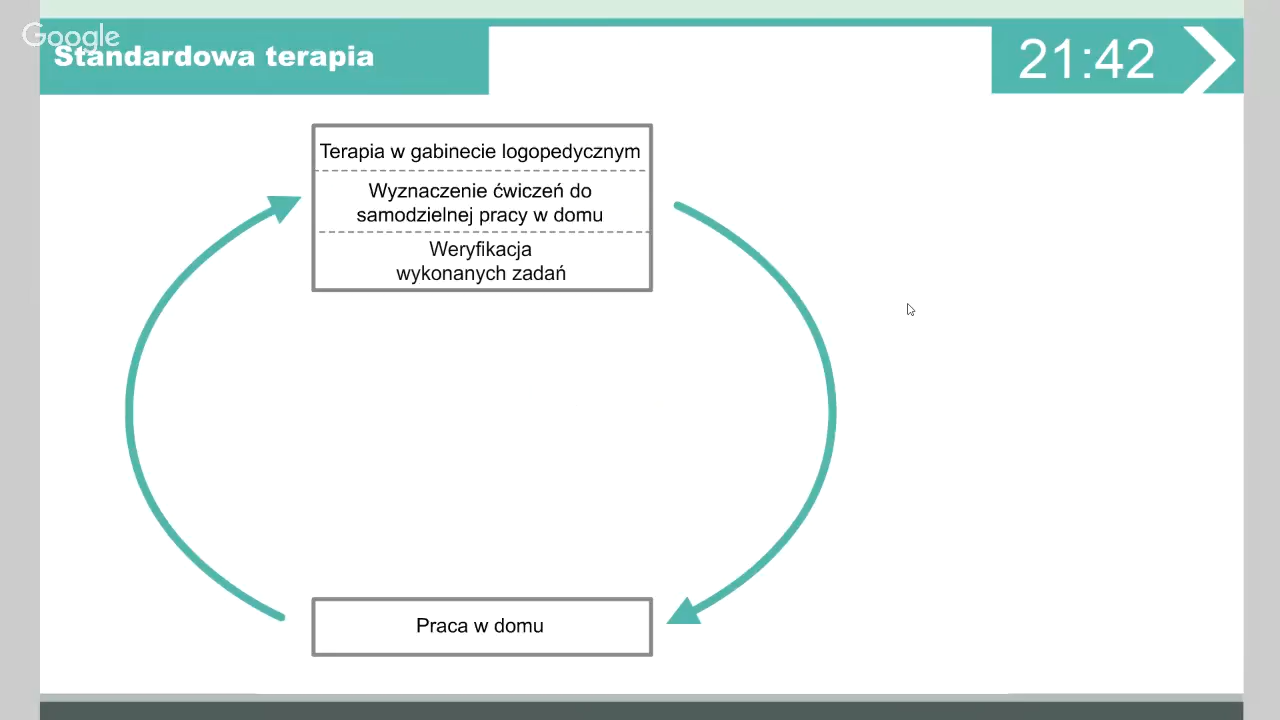 Google
Standardowa terapia
21:42
Terapia w gabinecie logopedycznym
Wyznaczenie ćwiczeń do
samodzielnej pracy w domu
Weryfikacja
wykonanych zadań
Praca w domu